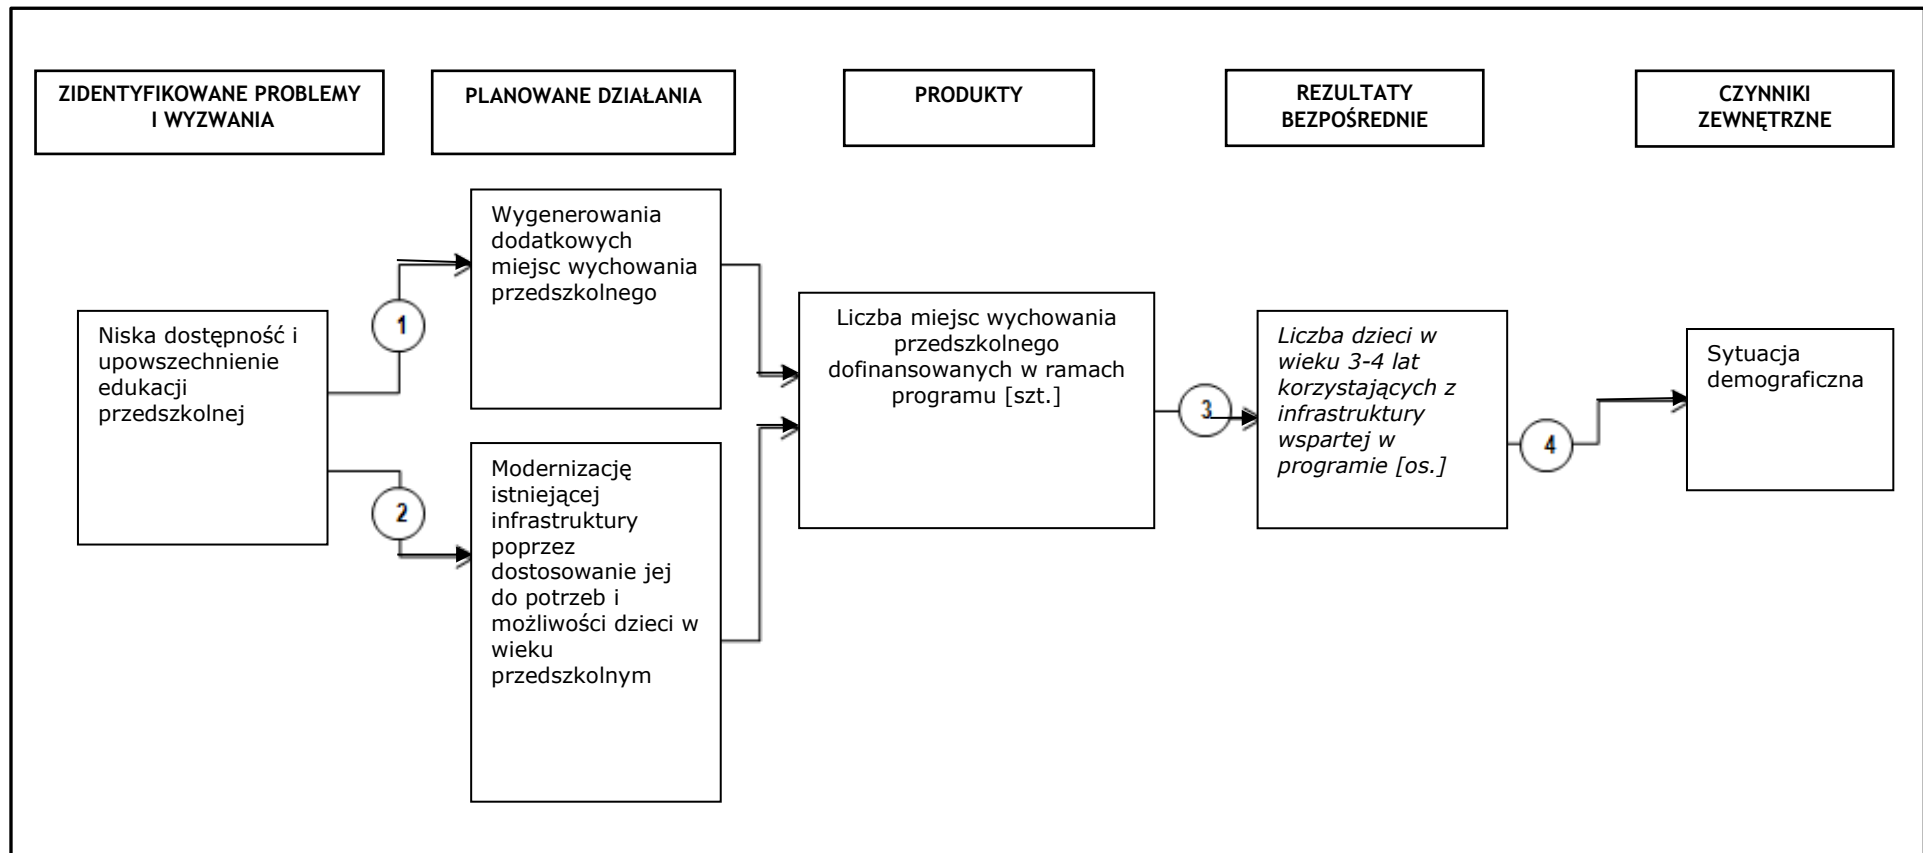 ZIDENTYFIKOWANE PROBLEMY
I WYZWANIA
PLANOWANE DZIAŁANIA
PRODUKTY
REZULTATY
BEZPOŚREDNIE
CZYNNIKI
ZEWNĘTRZNE
Niska dostępność i
upowszechnienie
edukacji
przedszkolnej
1
2
Wygenerowania
dodatkowych
miejsc wychowania
przedszkolnego
Modernizację
istniejącej
infrastruktury
poprzez
dostosowanie jej
do potrzeb i
możliwości dzieci w
wieku
przedszkolnym
Liczba miejsc wychowania
przedszkolnego
dofinansowanych w ramach
programu [szt.]
3
Liczba dzieci w
wieku 3-4 lat
korzystających z
infrastruktury
wspartej w
programie [os.]
4
Sytuacja
demograficzna